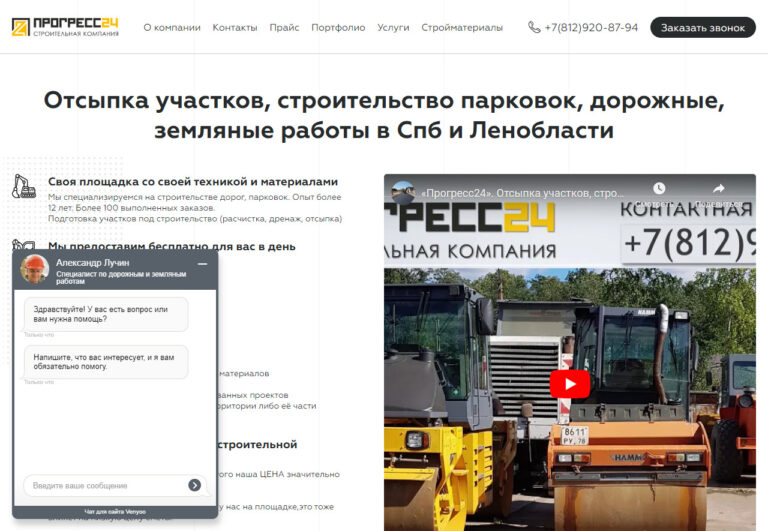 ПРОГРЕСС24
СТРОИТЕЛЬНАЯ КОМПАНИЯ
О компании Контакты Прайс Портфолио Услуги Стройматериалы
+7(812)920-87-94
Заказать звонок
Отсыпка участков, строительство парковок, дорожные,
земляные работы в Спб и Ленобласти
Своя площадка со своей техникой и материалами
Мы специализируемся на строительстве дорог, парковок. Опыт более
12 лет. Более 100 выполненных заказов.
Подготовка участков под строительство (расчистка, дренаж, отсыпка)
Мы предоставим бесплатно для вас в день
Александр Лучин
Специалист по дорожным и земляным
работам
Здравствуйте! У вас есть вопрос или
вам нужна помощь?
Только что
Напишите, что вас интересует, и я вам
обязательно помогу.
Только что
материалов
ванных проектов
рритории либо её части
строительной
того наша ЦЕНА значительно
у нас на площадке,это тоже
Введите ваше сообщение
Чат для сайта Venyoo
«Прогресс24». Отсыпка участков, стро...
Смотреть...
Поделиться
ГРЕСС24
ЛЬНАЯ КОМПАНИЯ
КОНТАКТНАЯ
+7(812)9
HAMM
8611
РУ,78
HAMM